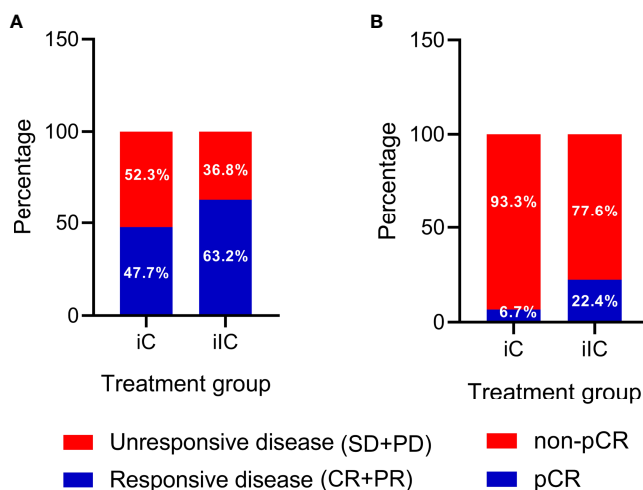 A
150
100
50
0
Percentage
52.3%
36.8%
47.7%
63.2%
iC
iIC
Treatment group
Unresponsive disease (SD+PD)
Responsive disease (CR+PR)
B
150
100
50
0
Percentage
93.3%
77.6%
6.7%
22.4%
iC
iIC
Treatment group
non-pCR
pCR